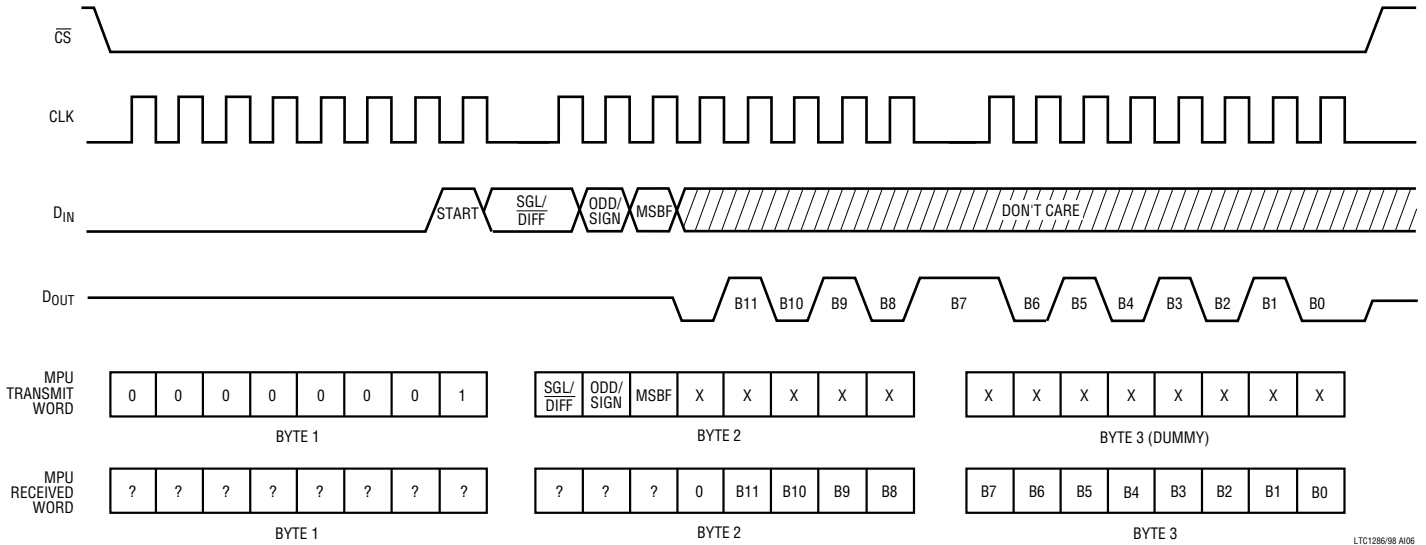 CS
CLK
DIN START SGL/DIFF ODD/SIGN MSBF DON'T CARE
DOUT B11 B10 B9 B8 B7 B6 B5 B4 B3 B2 B1 B0
MPU TRANSMIT WORD
0 0 0 0 0 0 0 1
SGL/DIFF ODD/SIGN MSBF X X X X X
X X X X X X X X
BYTE 1 BYTE 2 BYTE 3 (DUMMY)
MPU RECEIVED WORD
? ? ? ? ? ? ? ?
? ? ? 0 B11 B10 B9 B8
B7 B6 B5 B4 B3 B2 B1 B0
BYTE 1 BYTE 2 BYTE 3
LTC1286/98 AI06